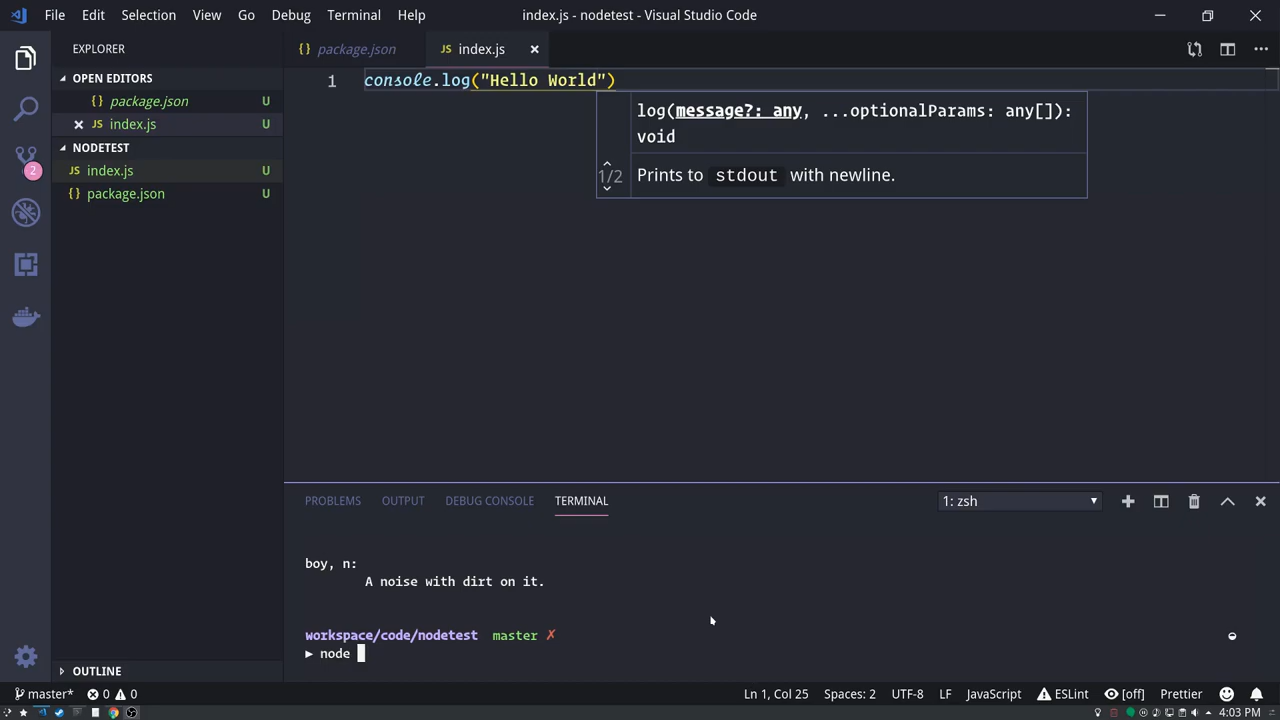 File Edit Selection View Go Debug Terminal Help
index.js - nodetest - Visual Studio Code
EXPLORER
OPEN EDITORS
{} package.json U
JS index.js U
NODETEST
JS index.js U
{} package.json U
2
OUTLINE
{} package.json
JS index.js
1 console.log("Hello World")
log(message?: any, ...optionalParams: any[]):
void
1/2
Prints to stdout with newline.
PROBLEMS OUTPUT DEBUG CONSOLE TERMINAL
1: zsh
boy, n:
A noise with dirt on it.
workspace/code/nodetest master ✗
▶ node
master* 0 0
Ln 1, Col 25 Spaces: 2 UTF-8 LF JavaScript ESLint [off] Prettier
4:03 PM